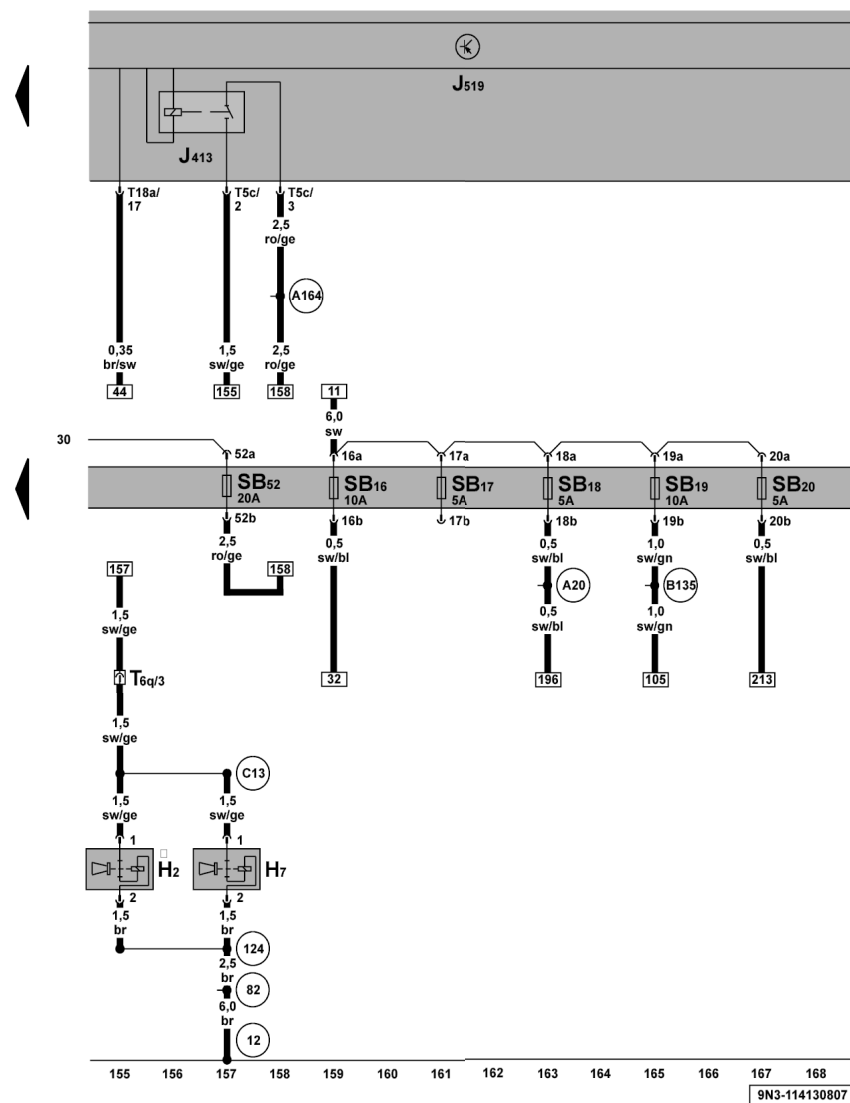 J519
J413
T18a/
17
T5c/
2
T5c/
3
2,5
ro/ge
A164
0,35
br/sw
1,5
sw/ge
2,5
ro/ge
44
155
158
11
6,0
sw
30
52a
16a
17a
18a
19a
20a
SB52
20A
SB16
10A
SB17
5A
SB18
5A
SB19
10A
SB20
5A
52b
16b
17b
18b
19b
20b
2,5
ro/ge
0,5
sw/bl
0,5
sw/bl
1,0
sw/gn
0,5
sw/bl
157
158
A20
B135
1,5
sw/ge
0,5
sw/bl
1,0
sw/gn
T6q/3
32
196
105
213
1,5
sw/ge
C13
1,5
sw/ge
1,5
sw/ge
1
1
H2
H7
2
2
1,5
br
1,5
br
124
2,5
br
82
6,0
br
12
155 156 157 158 159 160 161 162 163 164 165 166 167 168
9N3-114130807